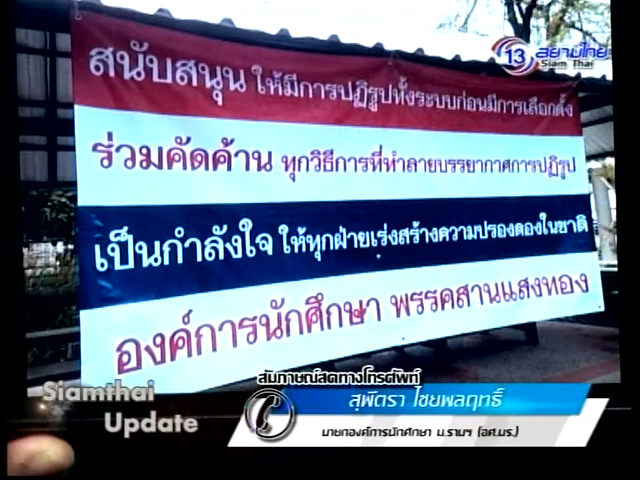 13 สยามไทย
Siam Thai
สนับสนุน ให้มีการปฏิรูปทั้งระบบก่อนมีการเลือกตั้ง
ร่วมคัดค้าน ทุกวิธีการที่ทำลายบรรยากาศการปฏิรูป
เป็นกำลังใจ ให้ทุกฝ่ายเร่งสร้างความปรองดองในชาติ
องค์การนักศึกษา พรรคสานแสงทอง
สัมภาษณ์สดทางโทรศัพท์
สุพัตรา ไชยพลฤทธิ์
นายกองค์การนักศึกษา ม.รามฯ (อศ.มร.)
Siamthai
Update